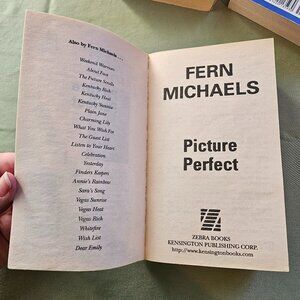 Also by Fern Michaels . . .
Weekend Warriors
About Face
The Future Scrolls
Kentucky Rich
Kentucky Heat
Kentucky Sunrise
Plain Jane
Charming Lily
What You Wish For
The Guest List
Listen to Your Heart
Celebration
Yesterday
Finders Keepers
Annie's Rainbow
Sara's Song
Vegas Sunrise
Vegas Heat
Vegas Rich
Whitefire
Wish List
Dear Emily
FERN
MICHAELS
Picture
Perfect
ZEBRA BOOKS
KENSINGTON PUBLISHING CORP.
http://www.kensingtonbooks.com